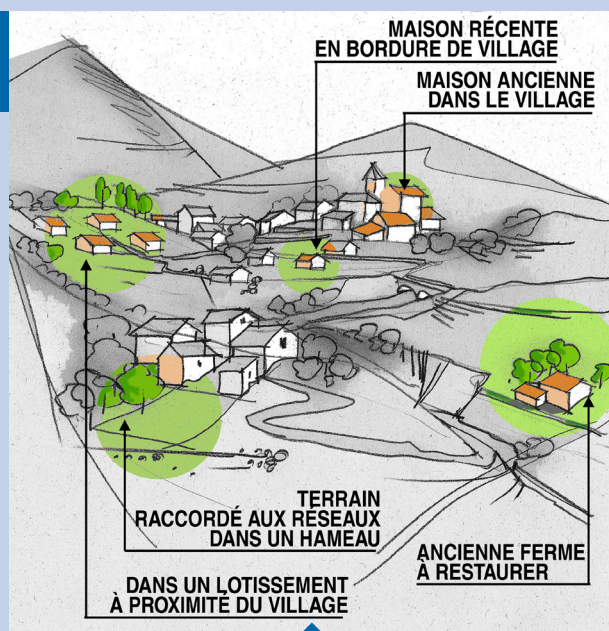 MAISON RÉCENTE
EN BORDURE DE VILLAGE
MAISON ANCIENNE
DANS LE VILLAGE
TERRAIN
RACCORDÉ AUX RÉSEAUX
DANS UN HAMEAU
ANCIENNE FERME
À RESTAURER
DANS UN LOTISSEMENT
À PROXIMITÉ DU VILLAGE